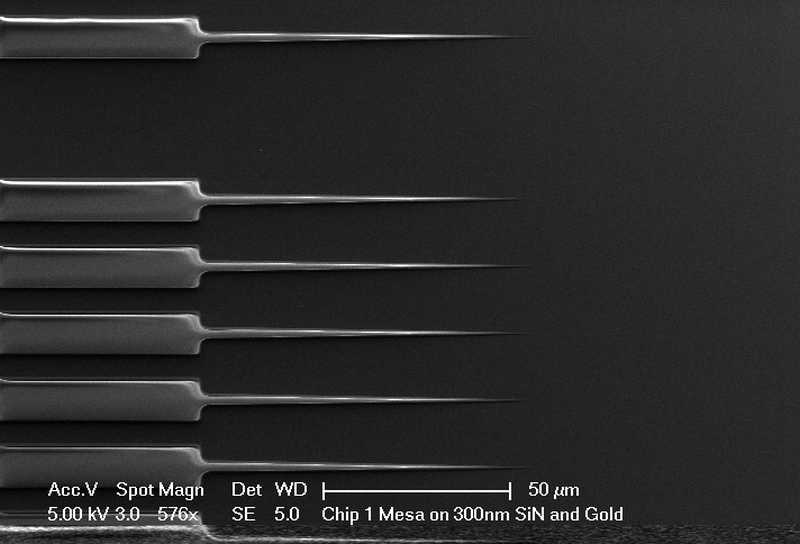 Acc.V Spot Magn Det WD 50 µm
5.00 kV 3.0 576x SE 5.0 Chip 1 Mesa on 300nm SiN and Gold